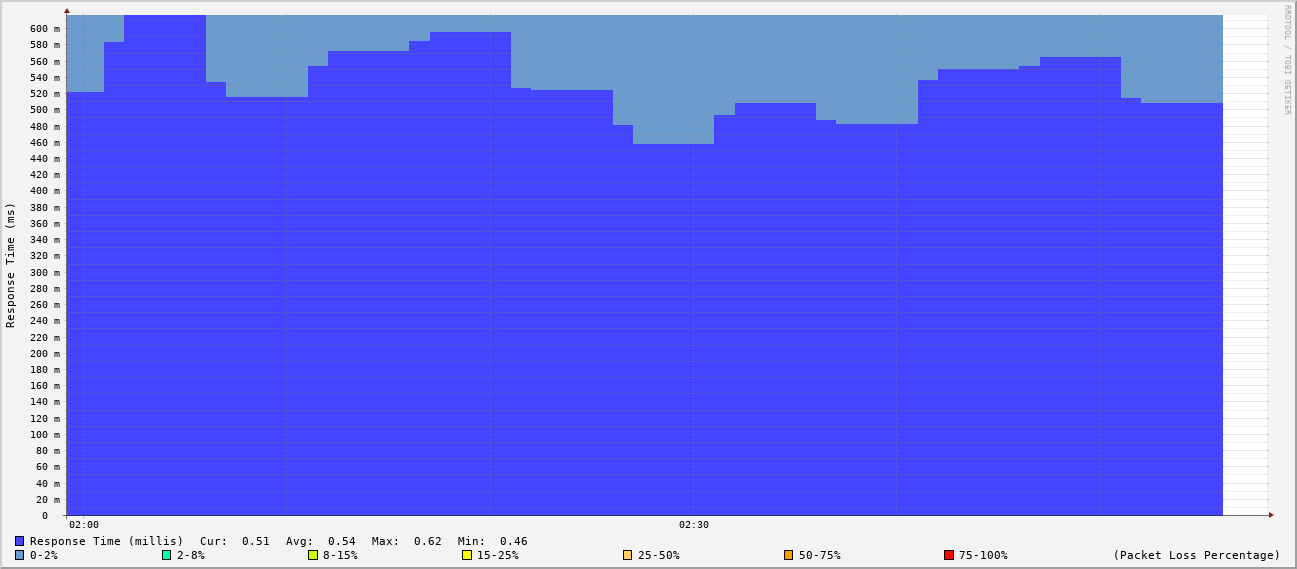 RRDTOOL / TOBI OETIKER
Response Time (ms)
600 m
580 m
560 m
540 m
520 m
500 m
480 m
460 m
440 m
420 m
400 m
380 m
360 m
340 m
320 m
300 m
280 m
260 m
240 m
220 m
200 m
180 m
160 m
140 m
120 m
100 m
80 m
60 m
40 m
20 m
0
02:00 02:30
Response Time (millis) Cur: 0.51 Avg: 0.54 Max: 0.62 Min: 0.46
0-2% 2-8% 8-15% 15-25% 25-50% 50-75% 75-100% (Packet Loss Percentage)